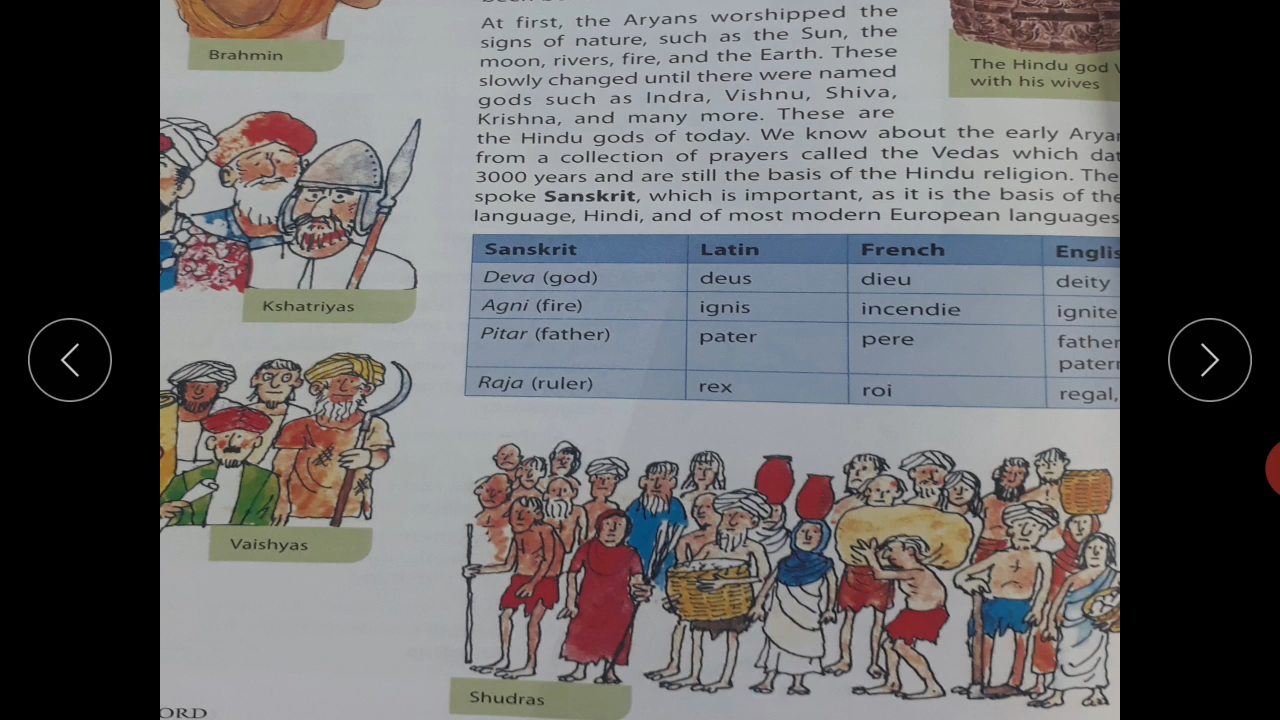 Brahmin
Kshatriyas
Vaishyas
At first, the Aryans worshipped the
signs of nature, such as the Sun, the
moon, rivers, fire, and the Earth. These
slowly changed until there were named
gods such as Indra, Vishnu, Shiva,
Krishna, and many more. These are
the Hindu gods of today. We know about the early
from a collection of prayers called the Vedas which
3000 years and are still the basis of the Hindu religion.
spoke Sanskrit, which is important, as it is the basis of
language, Hindi, and of most modern European languages
The Hindu god
with his wives
Sanskrit Latin French
Deva (god) deus dieu deity
Agni (fire) ignis incendie ignite
Pitar (father) pater pere father
Raja (ruler) rex roi regal,
Shudras